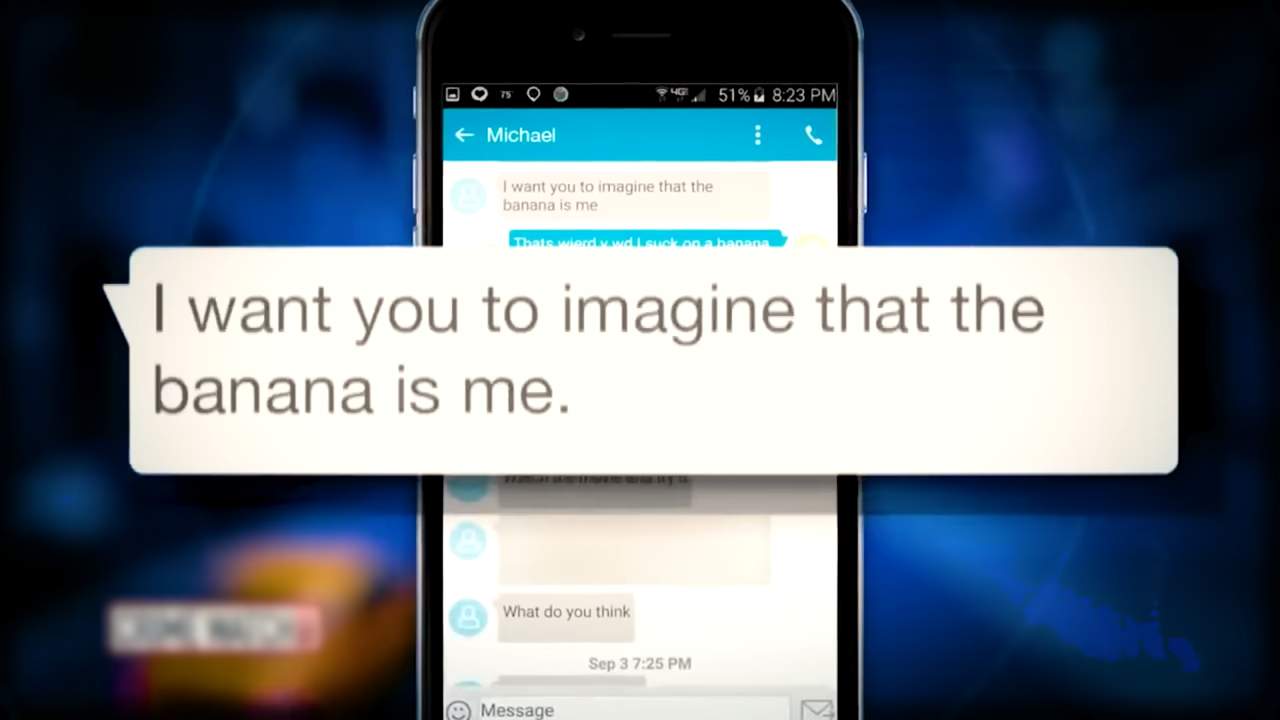 75°
4G
51%
8:23 PM
Michael
I want you to imagine that the
banana is me
Thats wierd y wd I suck on a banana
I want you to imagine that the
banana is me.
What do you think
Sep 3 7:25 PM
Message